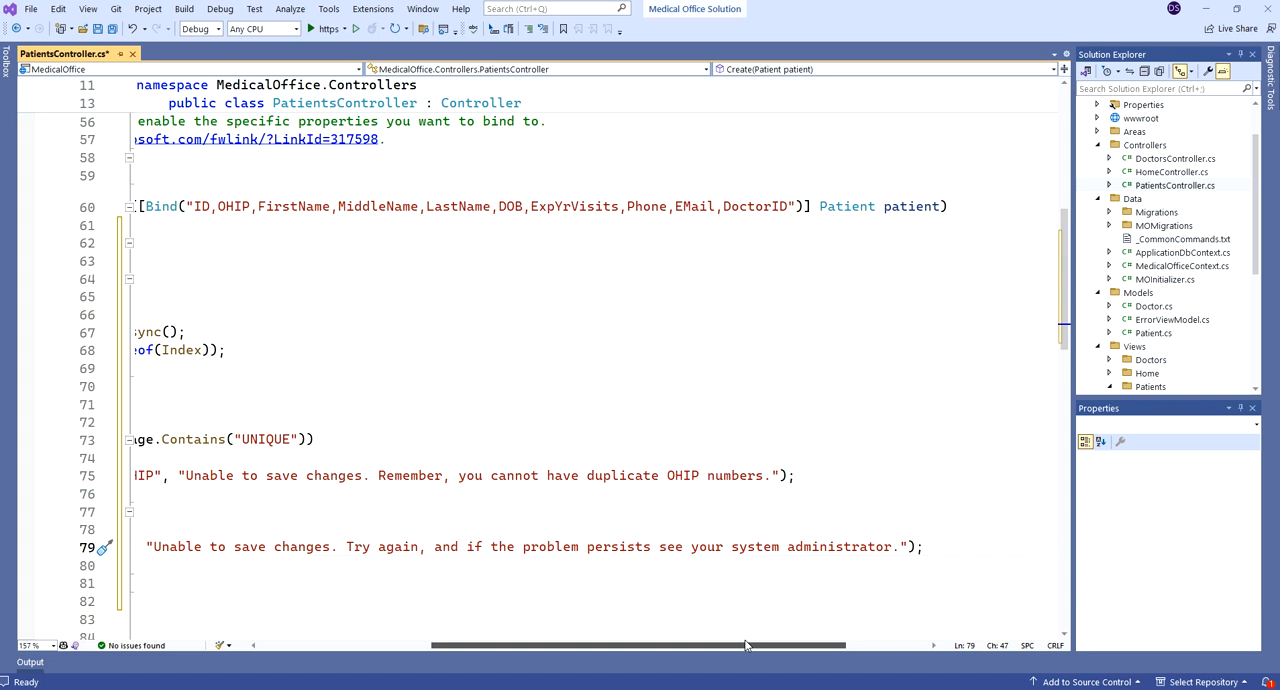 File Edit View Git Project Build Debug Test Analyze Tools Extensions Window Help Search (Ctrl+Q) Medical Office Solution DS
Debug Any CPU https Live Share
Toolbox
PatientsController.cs*
MedicalOffice MedicalOffice.Controllers.PatientsController Create(Patient patient)
11 namespace MedicalOffice.Controllers
13 public class PatientsController : Controller
56 enable the specific properties you want to bind to.
57 osoft.com/fwlink/?LinkId=317598.
58
59
60 [Bind("ID,OHIP,FirstName,MiddleName,LastName,DOB,ExpYrVisits,Phone,EMail,DoctorID")] Patient patient)
61
62
63
64
65
66
67 sync();
68 eof(Index));
69
70
71
72
73 age.Contains("UNIQUE"))
74
75 HIP", "Unable to save changes. Remember, you cannot have duplicate OHIP numbers.");
76
77
78
79 "Unable to save changes. Try again, and if the problem persists see your system administrator.");
80
81
82
83
84
157 % No issues found Ln: 79 Ch: 47 SPC CRLF
Output
Ready Add to Source Control Select Repository 1
Solution Explorer
Search Solution Explorer (Ctrl+;)
Properties
wwwroot
Areas
Controllers
C# DoctorsController.cs
C# HomeController.cs
C# PatientsController.cs
Data
Migrations
MOMigrations
_CommonCommands.txt
C# ApplicationDbContext.cs
C# MedicalOfficeContext.cs
C# MOInitializer.cs
Models
C# Doctor.cs
C# ErrorViewModel.cs
C# Patient.cs
Views
Doctors
Home
Patients
Properties
Diagnostic Tools